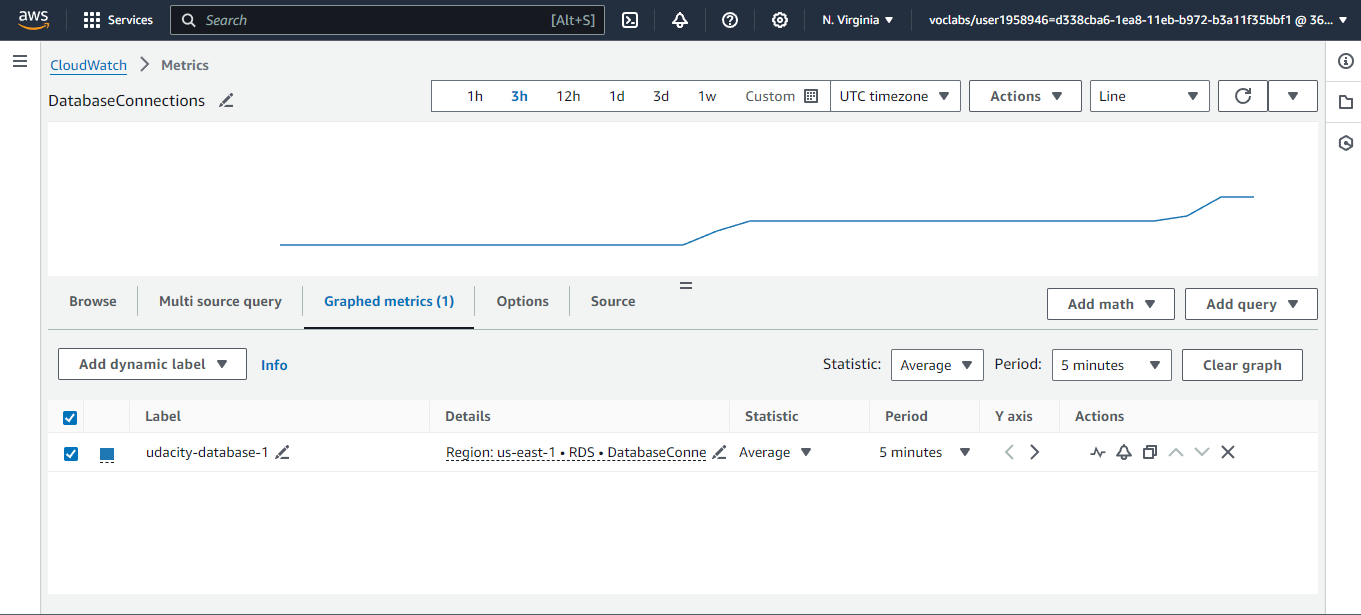 aws Services Search [Alt+S] N. Virginia voclabs/user1958946=d338cba6-1ea8-11eb-b972-b3a11f35bbf1 @ 36...
CloudWatch Metrics
DatabaseConnections 1h 3h 12h 1d 3d 1w Custom UTC timezone Actions Line
Browse Multi source query Graphed metrics (1) Options Source Add math Add query
Add dynamic label Info Statistic: Average Period: 5 minutes Clear graph
Label Details Statistic Period Y axis Actions
udacity-database-1 Region: us-east-1 • RDS • DatabaseConne Average 5 minutes